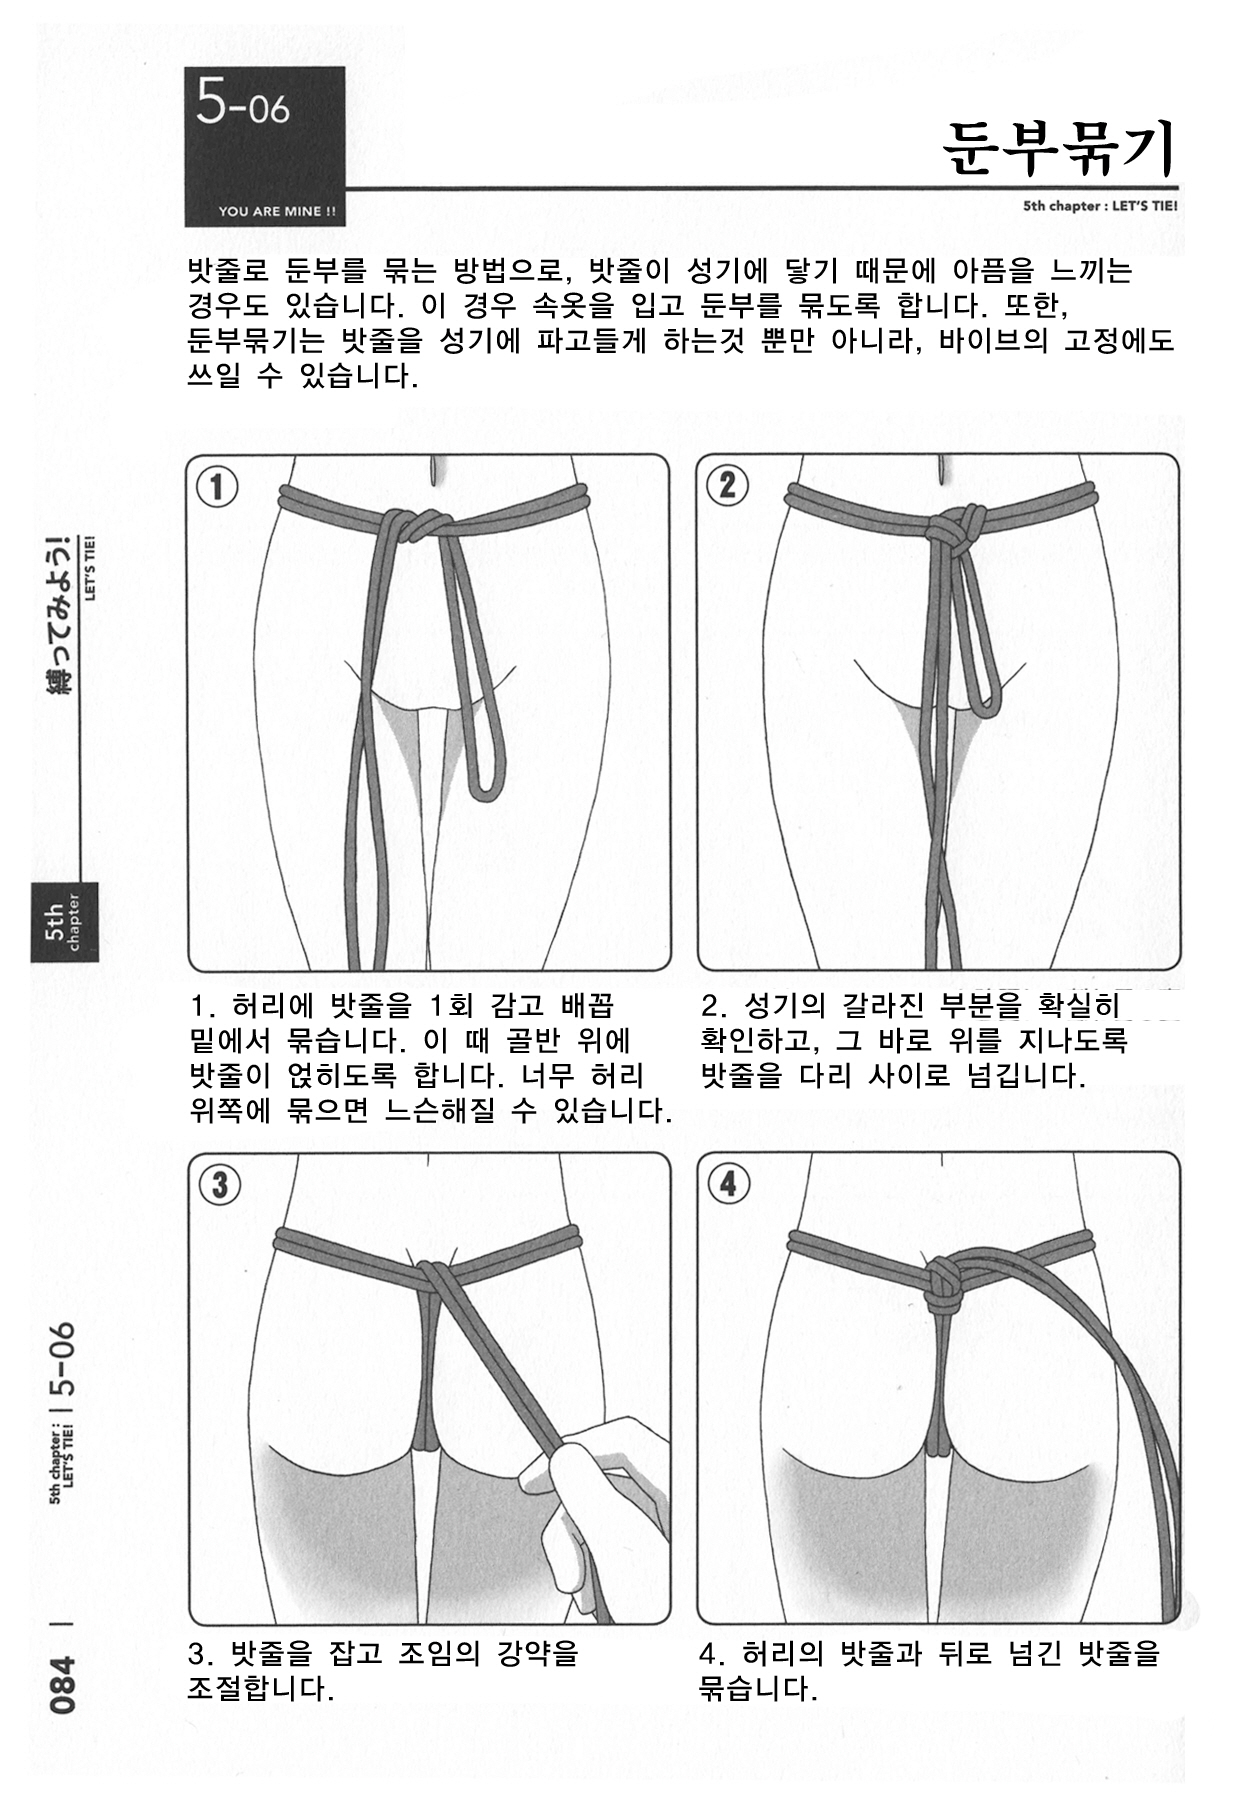 5-06
YOU ARE MINE !!
둔부묶기
5th chapter : LET'S TIE!
밧줄로 둔부를 묶는 방법으로, 밧줄이 성기에 닿기 때문에 아픔을 느끼는
경우도 있습니다. 이 경우 속옷을 입고 둔부를 묶도록 합니다. 또한,
둔부묶기는 밧줄을 성기에 파고들게 하는것 뿐만 아니라, 바이브의 고정에도
쓰일 수 있습니다.
縛ってみよう!
LET'S TIE!
5th
chapter
5th chapter :
LET'S TIE!
5-06
084
1
2
1. 허리에 밧줄을 1회 감고 배꼽
밑에서 묶습니다. 이 때 골반 위에
밧줄이 얹히도록 합니다. 너무 허리
위쪽에 묶으면 느슨해질 수 있습니다.
2. 성기의 갈라진 부분을 확실히
확인하고, 그 바로 위를 지나도록
밧줄을 다리 사이로 넘깁니다.
3
4
3. 밧줄을 잡고 조임의 강약을
조절합니다.
4. 허리의 밧줄과 뒤로 넘긴 밧줄을
묶습니다.